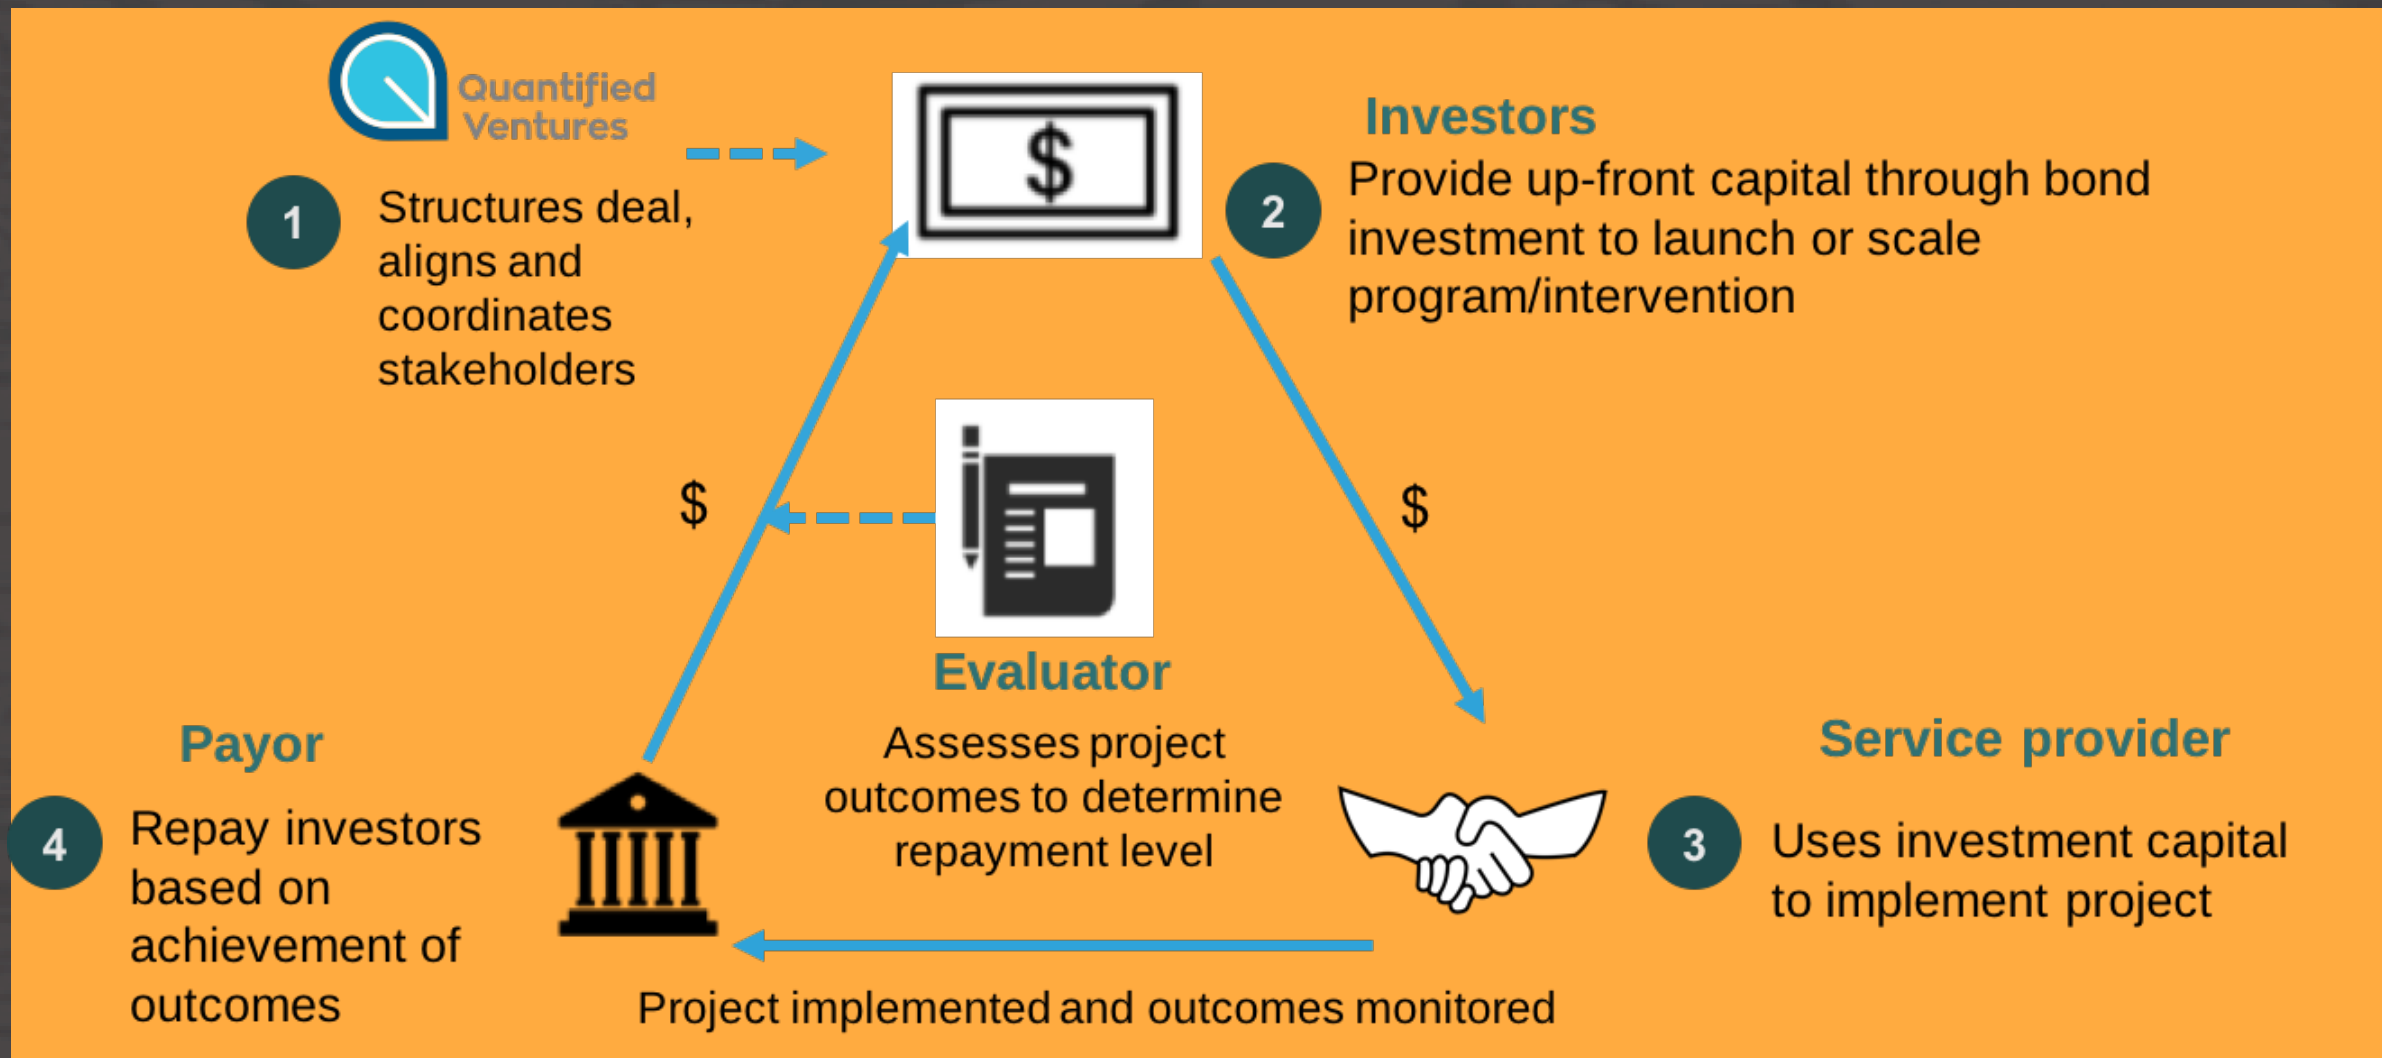 Quantified
Ventures
1
Structures deal,
aligns and
coordinates
stakeholders
$
Investors
2
Provide up-front capital through bond
investment to launch or scale
program/intervention
$
$
Evaluator
Assesses project
outcomes to determine
repayment level
Payor
4
Repay investors
based on
achievement of
outcomes
Service provider
3
Uses investment capital
to implement project
Project implemented and outcomes monitored